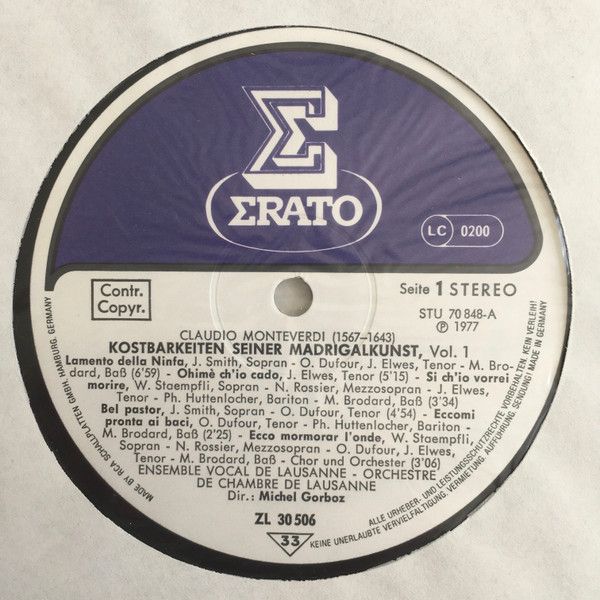 Σ
ΣRATO
LC 0200
Contr.
Copyr.
Seite 1 STEREO
STU 70 848-A
℗ 1977
CLAUDIO MONTEVERDI (1567–1643)
KOSTBARKEITEN SEINER MADRIGALKUNST, Vol. 1
Lamento della Ninfa, J. Smith, Sopran - O. Dufour, J. Elwes, Tenor - M. Bro-
dard, Baß (6'59) - Ohimè ch'io cado, J. Elwes, Tenor (5'15) - Si ch'io vorrei
morire, W. Staempfli, Sopran - N. Rossier, Mezzosopran - J. Elwes,
Tenor - Ph. Huttenlocher, Bariton - M. Brodard, Baß (3'34)
Bel pastor, J. Smith, Sopran - O. Dufour, Tenor (4'54) - Eccomi
pronta ai baci, O. Dufour, Tenor - Ph. Huttenlocher, Bariton -
M. Brodard, Baß (2'25) - Ecco mormorar l'onde, W. Staempfli,
Sopran - N. Rossier, Mezzosopran - O. Dufour, J. Elwes,
Tenor - M. Brodard, Baß - Chor und Orchester (3'06)
ENSEMBLE VOCAL DE LAUSANNE - ORCHESTRE
DE CHAMBRE DE LAUSANNE
Dir.: Michel Gorboz
ZL 30 506
33
MADE BY RCA SCHALLPLATTEN GMBH, HAMBURG, GERMANY
ALLE URHEBER- UND LEISTUNGSSCHUTZRECHTE VORBEHALTEN. KEIN VERLEIH!
KEINE UNERLAUBTE VERVIELFÄLTIGUNG, VERMIETUNG, AUFFÜHRUNG, SENDUNG! MADE IN GERMANY